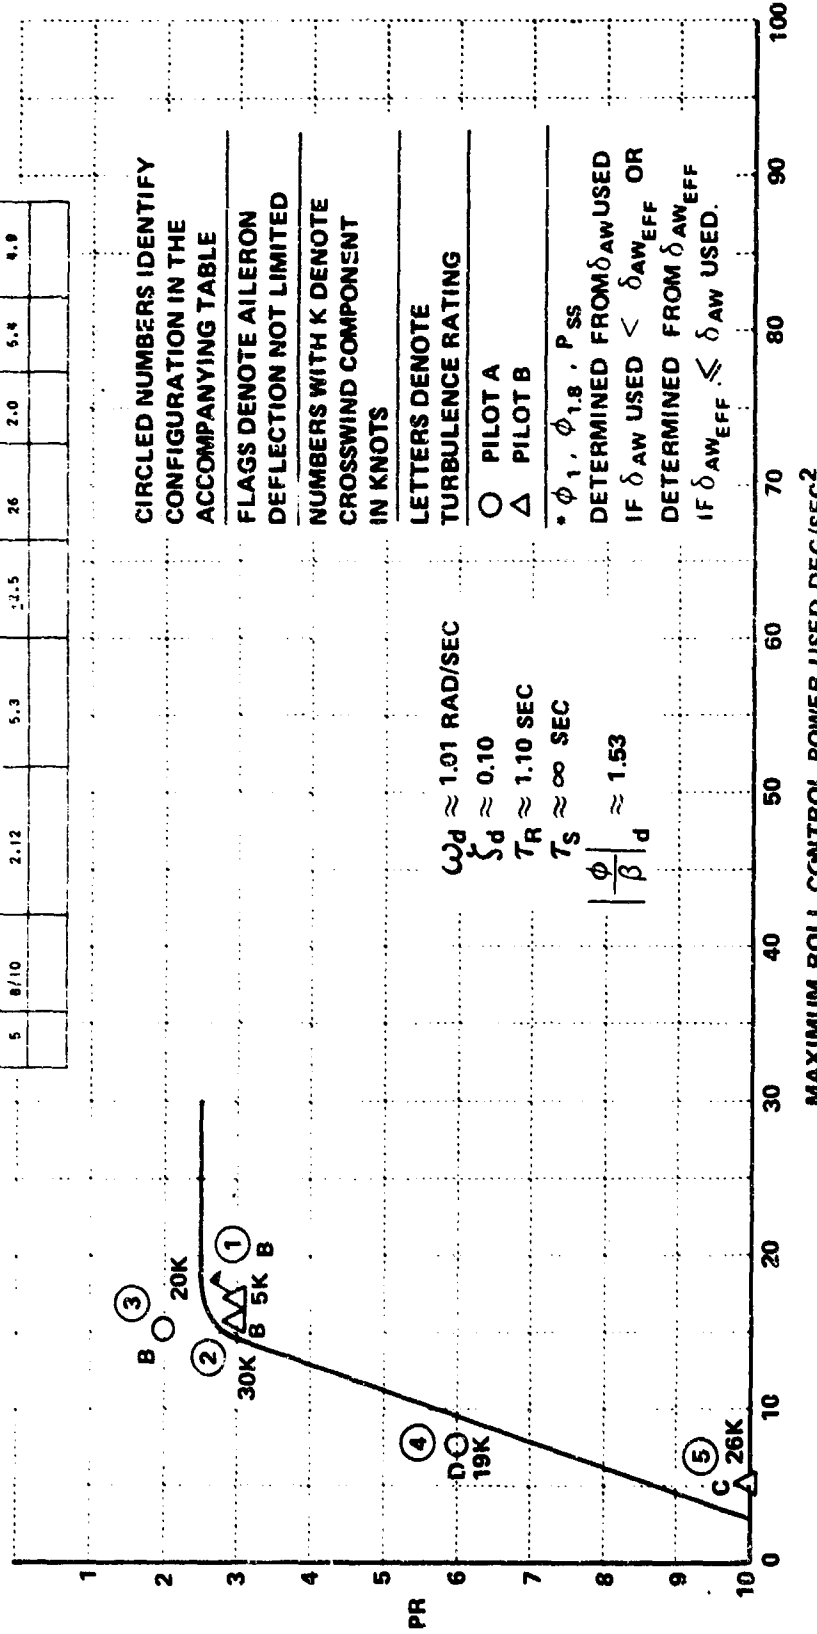 5 8/10 2.12 5.3 26 2.0 5.4
CIRCLED NUMBERS IDENTIFY
CONFIGURATION IN THE
ACCOMPANYING TABLE
FLAGS DENOTE AILERON
DEFLECTION NOT LIMITED
NUMBERS WITH K DENOTE
CROSSWIND COMPONENT
IN KNOTS
LETTERS DENOTE
TURBULENCE RATING
○ PILOT A
△ PILOT B
* ϕ1, ϕ1.8, PSS
DETERMINED FROM δAW USED
IF δAW USED < δAWEFF OR
DETERMINED FROM δAWEFF
IF δAWEFF ≤ δAW USED.
ωd ≈ 1.01 RAD/SEC
ζd ≈ 0.10
τR ≈ 1.10 SEC
τS ≈ ∞ SEC
|ϕ/β|d ≈ 1.53
PR
1
2
3
4
5
6
7
8
9
10
3
B
20K
2
30K
B
5K
1
B
4
D
19K
5
C
26K
0 10 20 30 40 50 60 70 80 90 100
MAXIMUM ROLL CONTROL POWER USED DEG/SEC2